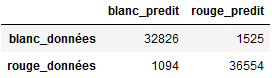 blanc_predit rouge_predit
blanc_données 32826 1525
rouge_données 1094 36554